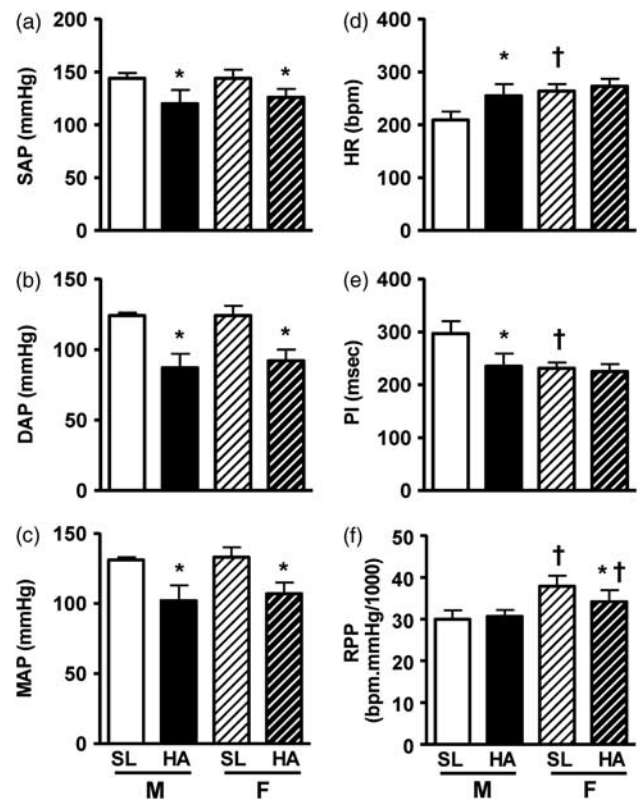 (a)
200
150
100
50
0
SAP (mmHg)
*
*
(b)
150
100
50
0
DAP (mmHg)
*
*
(c)
150
100
50
0
MAP (mmHg)
*
*
SL HA SL HA
M F
(d)
400
300
200
100
0
HR (bpm)
*
†
(e)
400
300
200
100
0
PI (msec)
*
†
(f)
50
40
30
20
10
0
RPP
(bpm.mmHg/1000)
†
*†
SL HA SL HA
M F